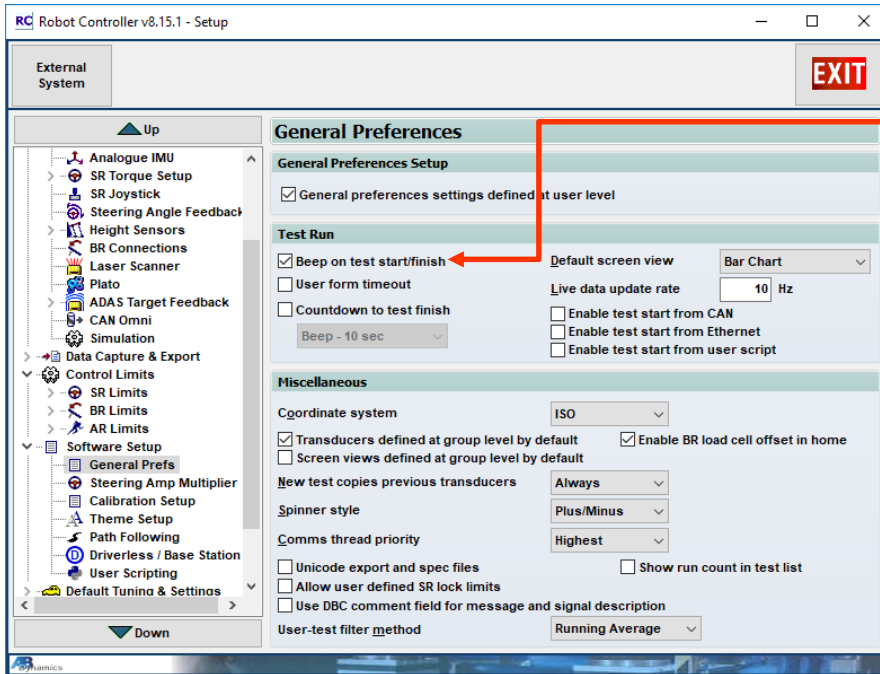 RC Robot Controller v8.15.1 - Setup
External
System
EXIT
Up
Analogue IMU
SR Torque Setup
SR Joystick
Steering Angle Feedback
Height Sensors
BR Connections
Laser Scanner
Plato
ADAS Target Feedback
CAN Omni
Simulation
Data Capture & Export
Control Limits
SR Limits
BR Limits
AR Limits
Software Setup
General Prefs
Steering Amp Multiplier
Calibration Setup
Theme Setup
Path Following
Driverless / Base Station
User Scripting
Default Tuning & Settings
Down
General Preferences
General Preferences Setup
General preferences settings defined at user level
Test Run
Beep on test start/finish
Default screen view Bar Chart
User form timeout
Live data update rate 10 Hz
Countdown to test finish
Beep - 10 sec
Enable test start from CAN
Enable test start from Ethernet
Enable test start from user script
Miscellaneous
Coordinate system ISO
Transducers defined at group level by default Enable BR load cell offset in home
Screen views defined at group level by default
New test copies previous transducers Always
Spinner style Plus/Minus
Comms thread priority Highest
Unicode export and spec files Show run count in test list
Allow user defined SR lock limits
Use DBC comment field for message and signal description
User-test filter method Running Average
AB Dynamics